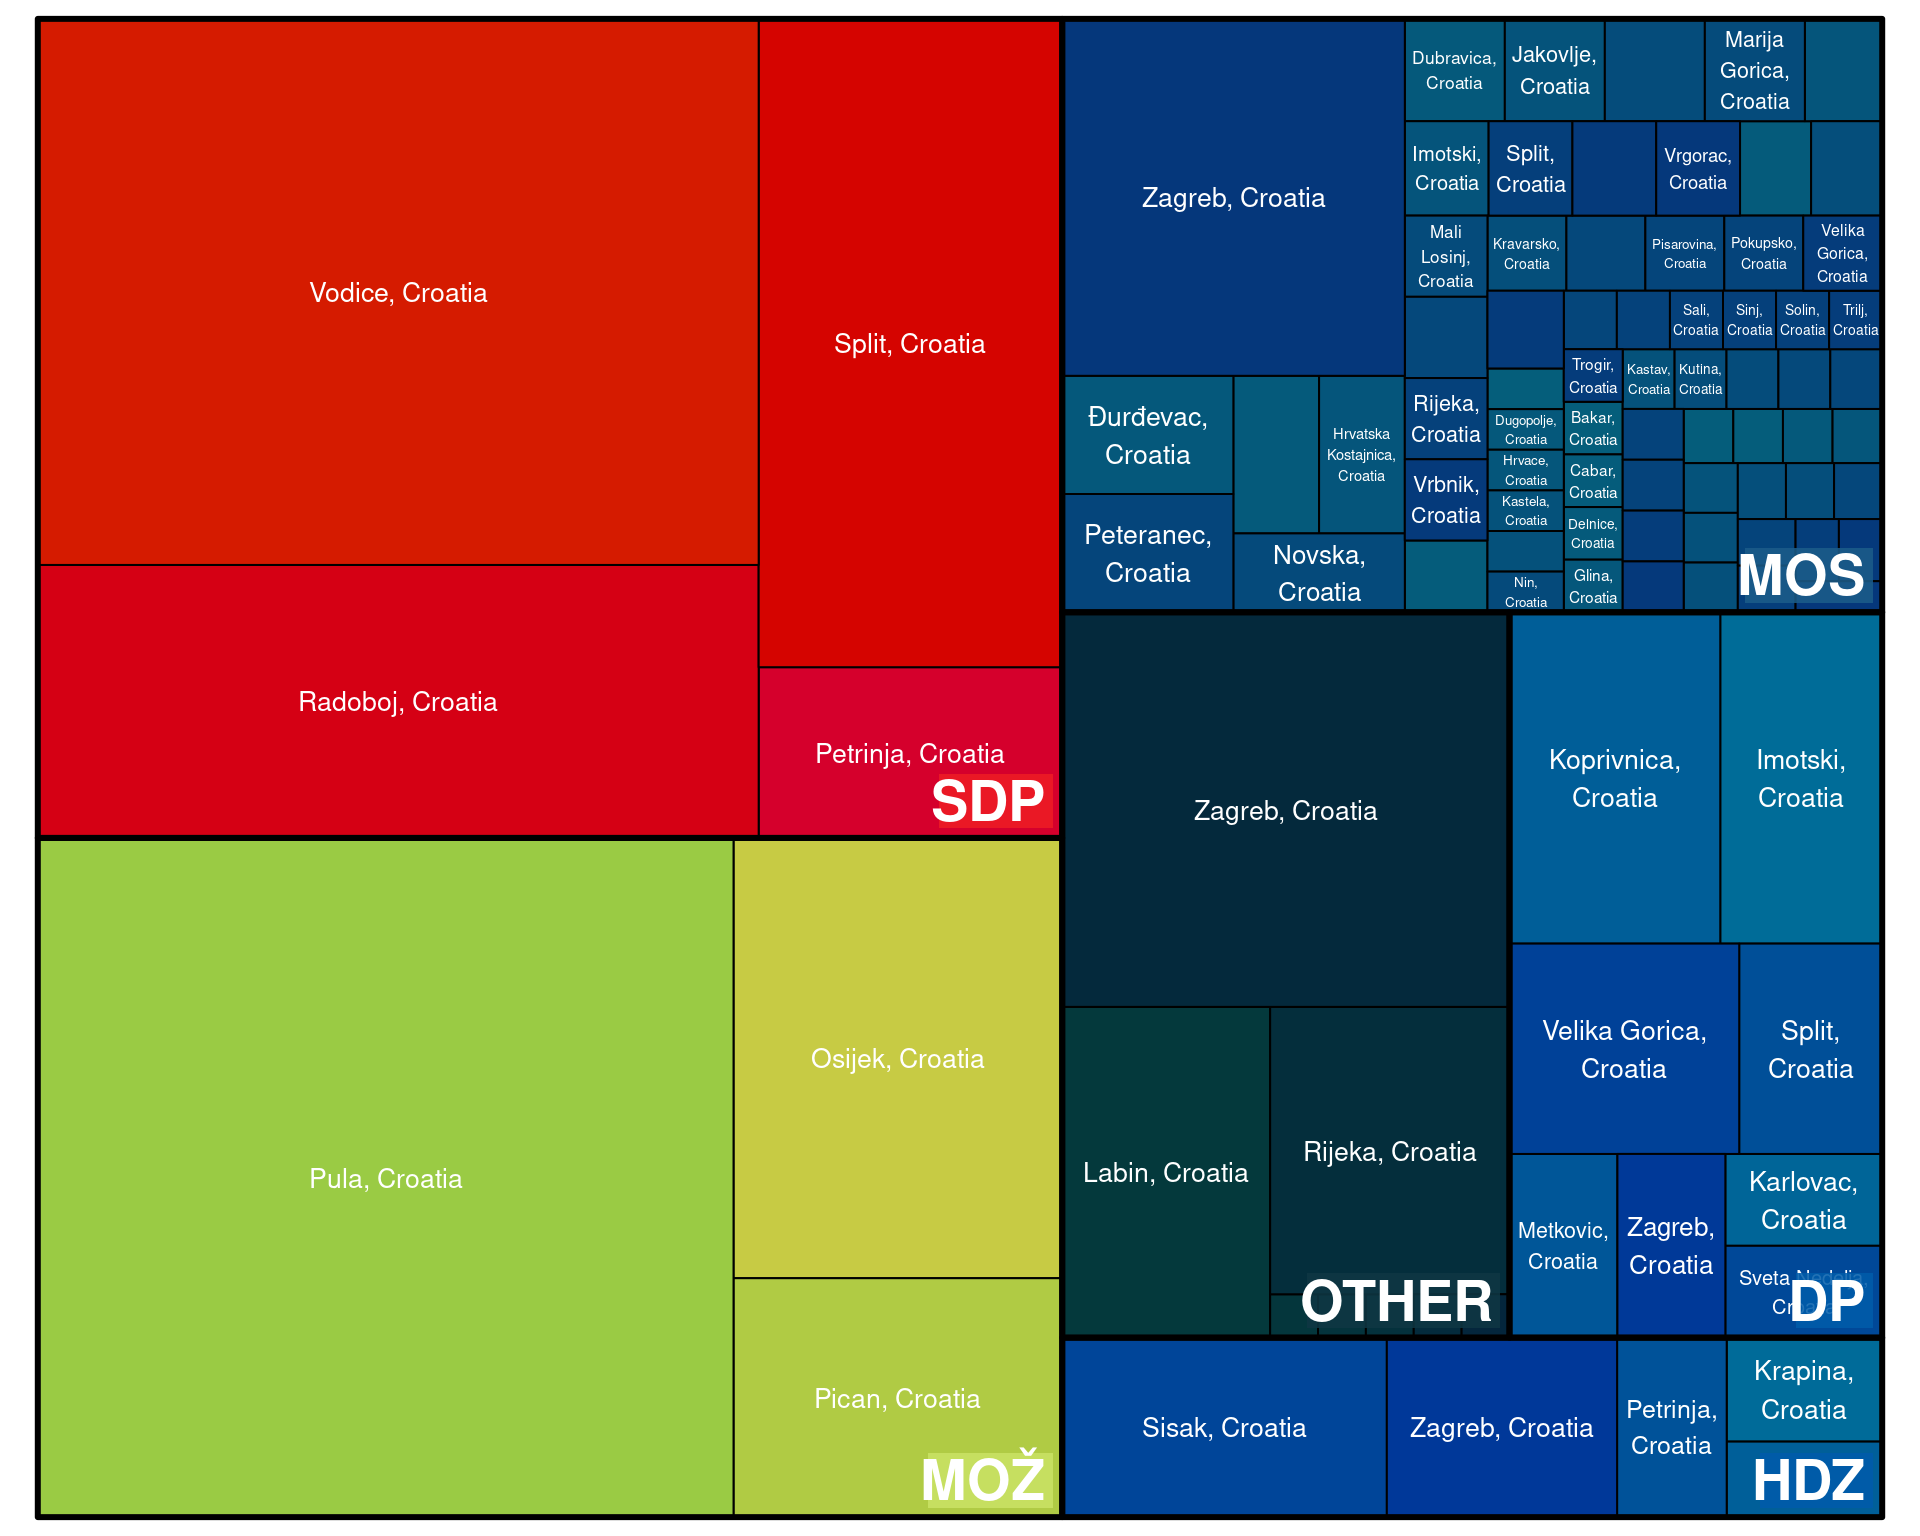 Vodice, Croatia
Split, Croatia
Radoboj, Croatia
Petrinja, Croatia
SDP
Pula, Croatia
Osijek, Croatia
Pican, Croatia
MOŽ
Zagreb, Croatia
Đurđevac,
Croatia
Peteranec,
Croatia
Hrvatska
Kostajnica,
Croatia
Novska,
Croatia
Dubravica,
Croatia
Jakovlje,
Croatia
Marija
Gorica,
Croatia
Imotski,
Croatia
Split,
Croatia
Vrgorac,
Croatia
Mali
Losinj,
Croatia
Kravarsko,
Croatia
Pisarovina,
Croatia
Pokupsko,
Croatia
Velika
Gorica,
Croatia
Sali,
Croatia
Sinj,
Croatia
Solin,
Croatia
Trilj,
Croatia
Rijeka,
Croatia
Vrbnik,
Croatia
Dugopolje,
Croatia
Hrvace,
Croatia
Kastela,
Croatia
Nin,
Croatia
Trogir,
Croatia
Kastav,
Croatia
Kutina,
Croatia
Bakar,
Croatia
Cabar,
Croatia
Delnice,
Croatia
Glina,
Croatia
MOS
Zagreb, Croatia
Labin, Croatia
Rijeka, Croatia
OTHER
Koprivnica,
Croatia
Imotski,
Croatia
Velika Gorica,
Croatia
Split,
Croatia
Metkovic,
Croatia
Zagreb,
Croatia
Karlovac,
Croatia
Sveta Nedelja,
Croatia
DP
Sisak, Croatia
Zagreb, Croatia
Petrinja,
Croatia
Krapina,
Croatia
HDZ